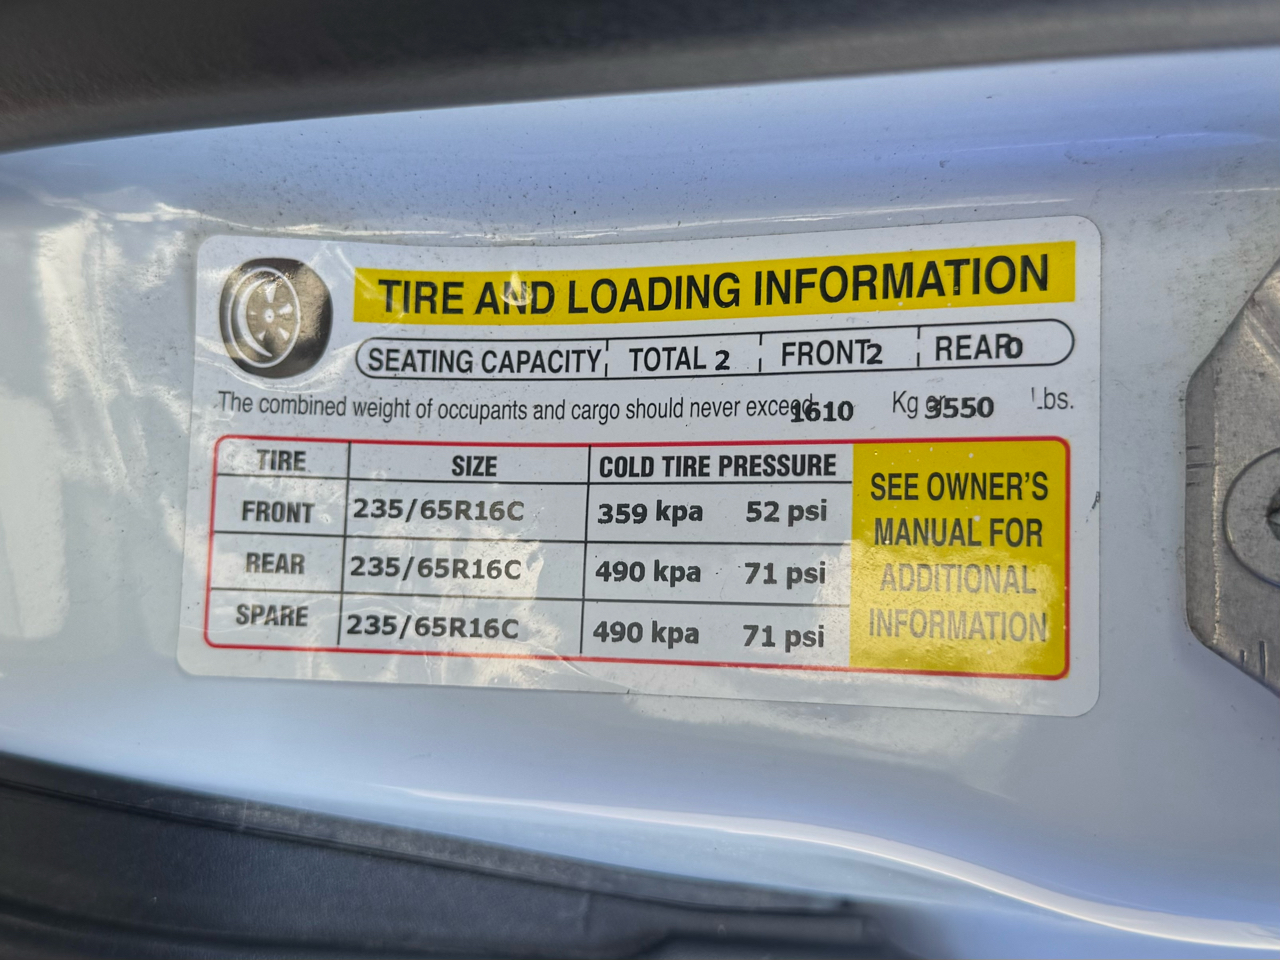 TIRE AND LOADING INFORMATION
SEATING CAPACITY TOTAL 2 FRONT 2 REAR 0
The combined weight of occupants and cargo should never exceed 1610 Kg or 3550 Lbs.
TIRE SIZE COLD TIRE PRESSURE
FRONT 235/65R16C 359 kpa 52 psi
REAR 235/65R16C 490 kpa 71 psi
SPARE 235/65R16C 490 kpa 71 psi
SEE OWNER'S
MANUAL FOR
ADDITIONAL
INFORMATION